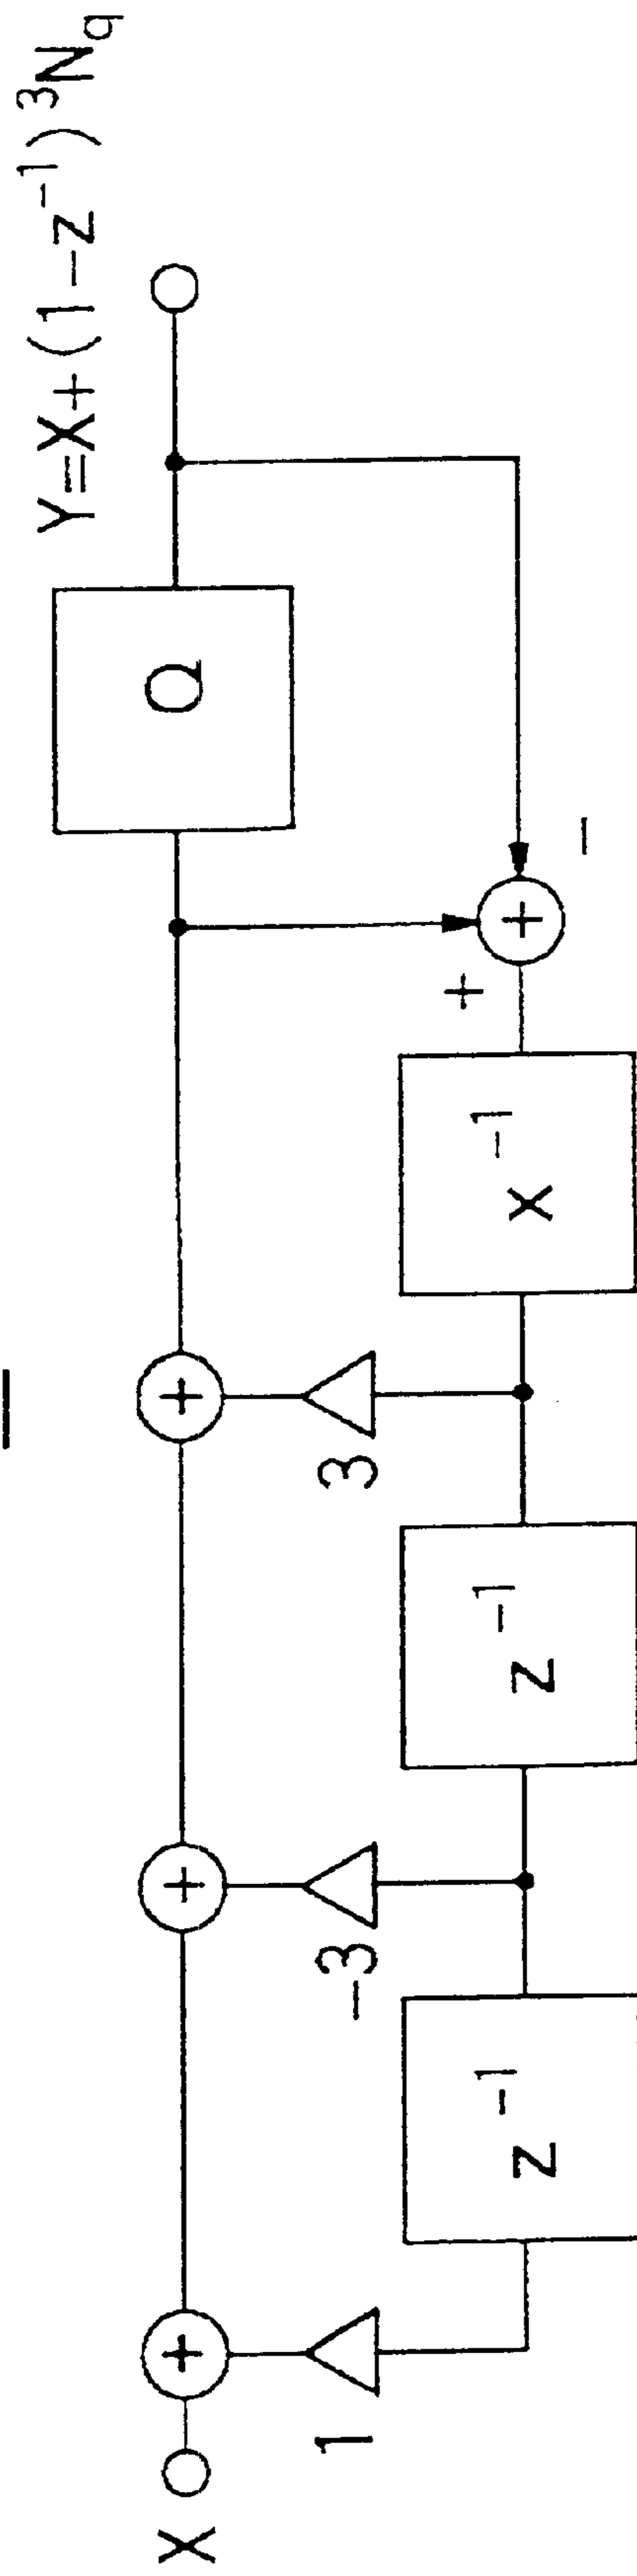 Y=X+(1-z⁻¹)³N_q
X
+
+
+
Q
1
-3
3
+
+
-
z⁻¹
z⁻¹
x⁻¹